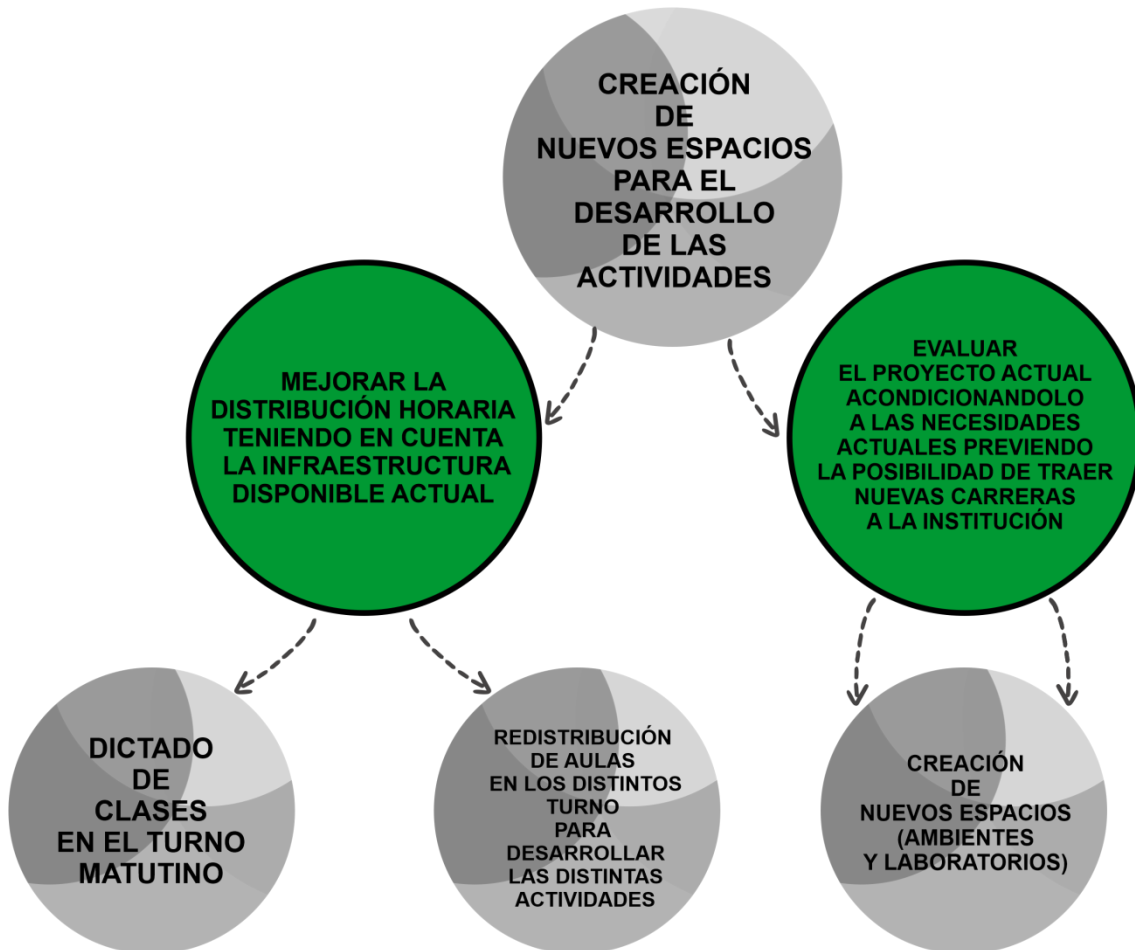 CREACIÓN
DE
NUEVOS ESPACIOS
PARA EL
DESARROLLO
DE LAS
ACTIVIDADES
MEJORAR LA
DISTRIBUCIÓN HORARIA
TENIENDO EN CUENTA
LA INFRAESTRUCTURA
DISPONIBLE ACTUAL
EVALUAR
EL PROYECTO ACTUAL
ACONDICIONANDOLO
A LAS NECESIDADES
ACTUALES PREVIENDO
LA POSIBILIDAD DE TRAER
NUEVAS CARRERAS
A LA INSTITUCIÓN
DICTADO
DE
CLASES
EN EL TURNO
MATUTINO
REDISTRIBUCIÓN
DE AULAS
EN LOS DISTINTOS
TURNO
PARA
DESARROLLAR
LAS DISTINTAS
ACTIVIDADES
CREACIÓN
DE
NUEVOS ESPACIOS
(AMBIENTES
Y LABORATORIOS)